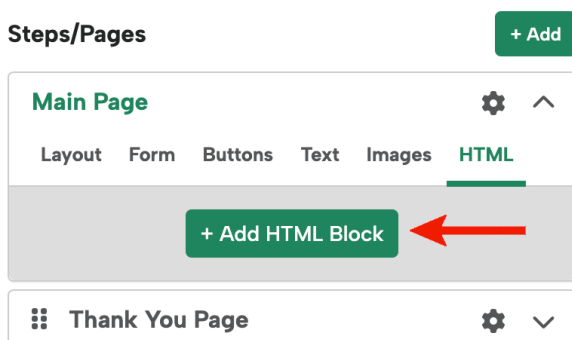 Steps/Pages
+ Add
Main Page
Layout Form Buttons Text Images HTML
+ Add HTML Block
Thank You Page